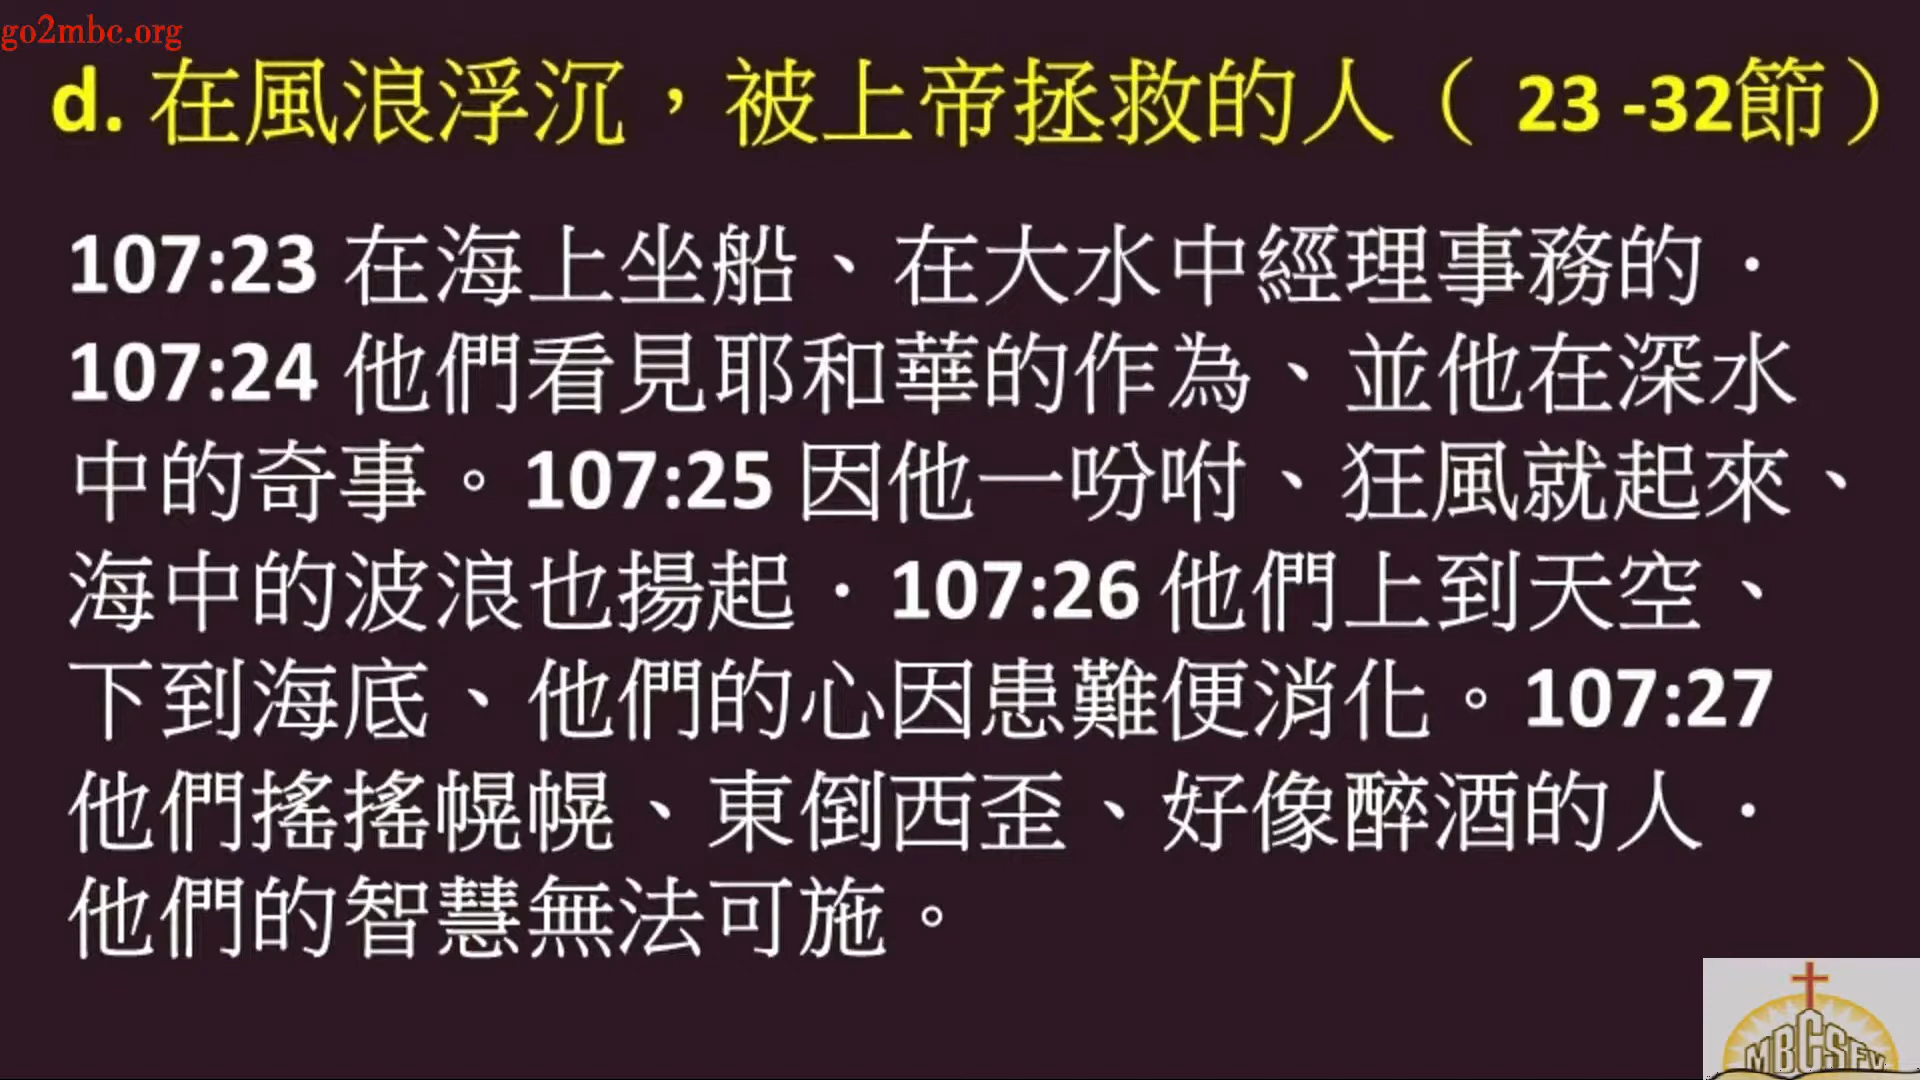 go2mbc.org
d. 在風浪浮沉，被上帝拯救的人（ 23 -32節）
107:23 在海上坐船、在大水中經理事務的．
107:24 他們看見耶和華的作為、並他在深水
中的奇事。107:25 因他一吩咐、狂風就起來、
海中的波浪也揚起．107:26 他們上到天空、
下到海底、他們的心因患難便消化。107:27
他們搖搖幌幌、東倒西歪、好像醉酒的人．
他們的智慧無法可施。
MBCSFV